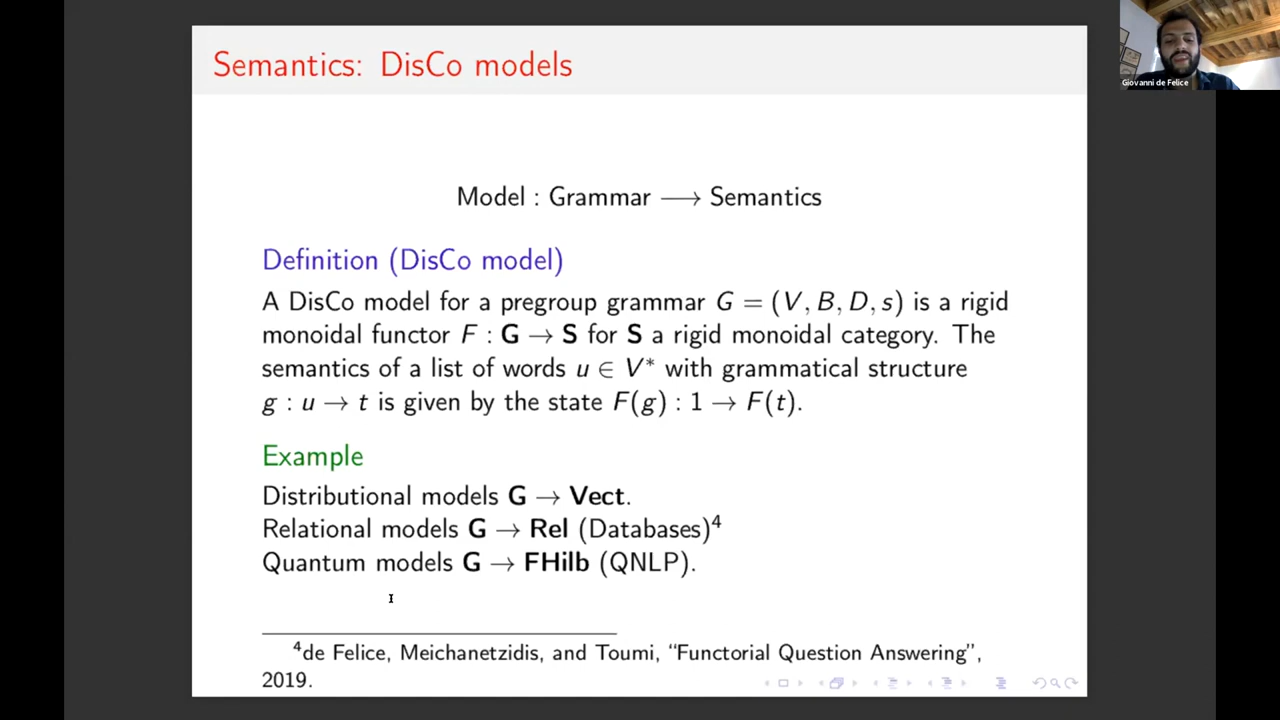 Semantics: DisCo models
Giovanni de Felice
Model : Grammar ⟶ Semantics
Definition (DisCo model)
A DisCo model for a pregroup grammar G = (V, B, D, s) is a rigid
monoidal functor F : G → S for S a rigid monoidal category. The
semantics of a list of words u ∈ V* with grammatical structure
g : u → t is given by the state F(g) : 1 → F(t).
Example
Distributional models G → Vect.
Relational models G → Rel (Databases)⁴
Quantum models G → FHilb (QNLP).
⁴de Felice, Meichanetzidis, and Toumi, “Functorial Question Answering”,
2019.